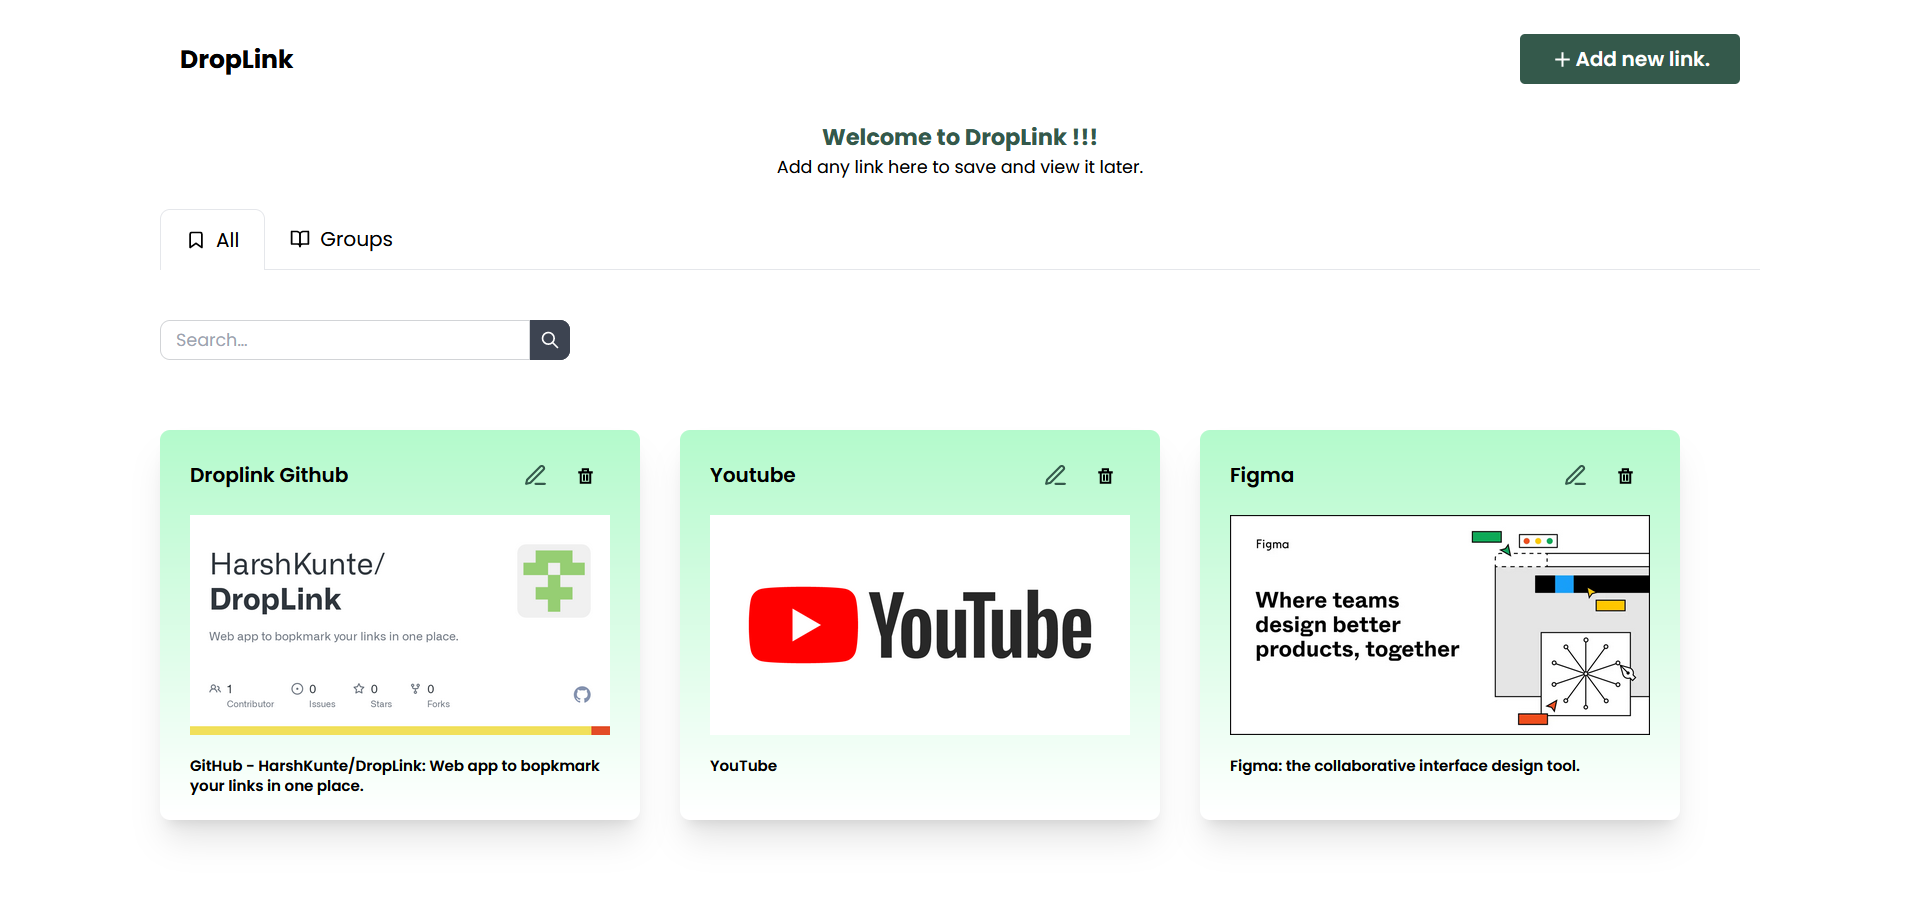 DropLink
+ Add new link.
Welcome to DropLink !!!
Add any link here to save and view it later.
All
Groups
Search...
Droplink Github
HarshKunte/
DropLink
Web app to bopkmark your links in one place.
1
Contributor
0
Issues
0
Stars
0
Forks
GitHub - HarshKunte/DropLink: Web app to bopkmark
your links in one place.
Youtube
YouTube
YouTube
Figma
Figma
Where teams
design better
products, together
Figma: the collaborative interface design tool.